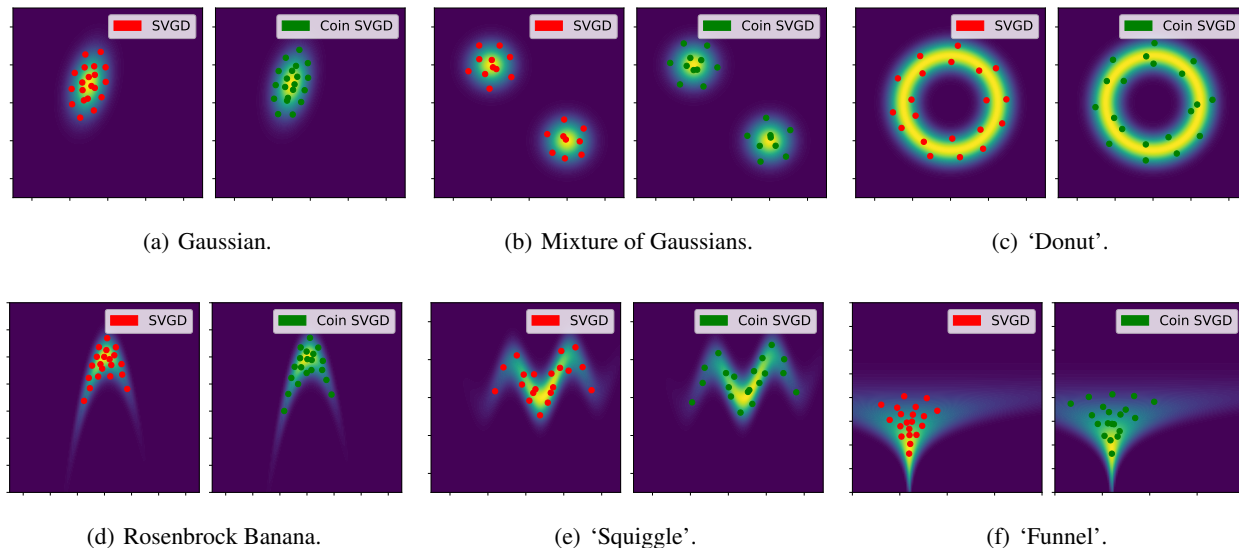 SVGD
Coin SVGD
SVGD
Coin SVGD
SVGD
Coin SVGD
(a) Gaussian.
(b) Mixture of Gaussians.
(c) ‘Donut’.
SVGD
Coin SVGD
SVGD
Coin SVGD
SVGD
Coin SVGD
(d) Rosenbrock Banana.
(e) ‘Squiggle’.
(f) ‘Funnel’.